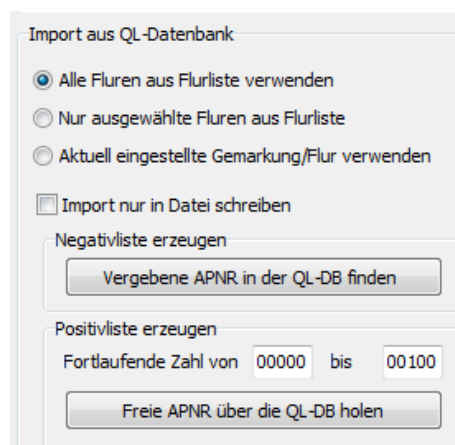 Import aus QL-Datenbank
Alle Fluren aus Flurliste verwenden
Nur ausgewählte Fluren aus Flurliste
Aktuell eingestellte Gemarkung/Flur verwenden
Import nur in Datei schreiben
Negativliste erzeugen
Vergebene APNR in der QL-DB finden
Positivliste erzeugen
Fortlaufende Zahl von 00000 bis 00100
Freie APNR über die QL-DB holen